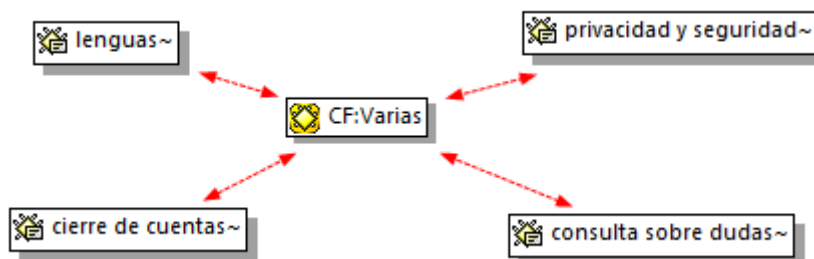 lenguas~
privacidad y seguridad~
CF:Varias
cierre de cuentas~
consulta sobre dudas~